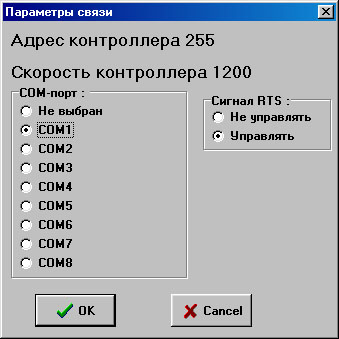 Параметры связи
Адрес контроллера 255
Скорость контроллера 1200
COM-порт :
Не выбран
COM1
COM2
COM3
COM4
COM5
COM6
COM7
COM8
Сигнал RTS :
Не управлять
Управлять
OK
Cancel